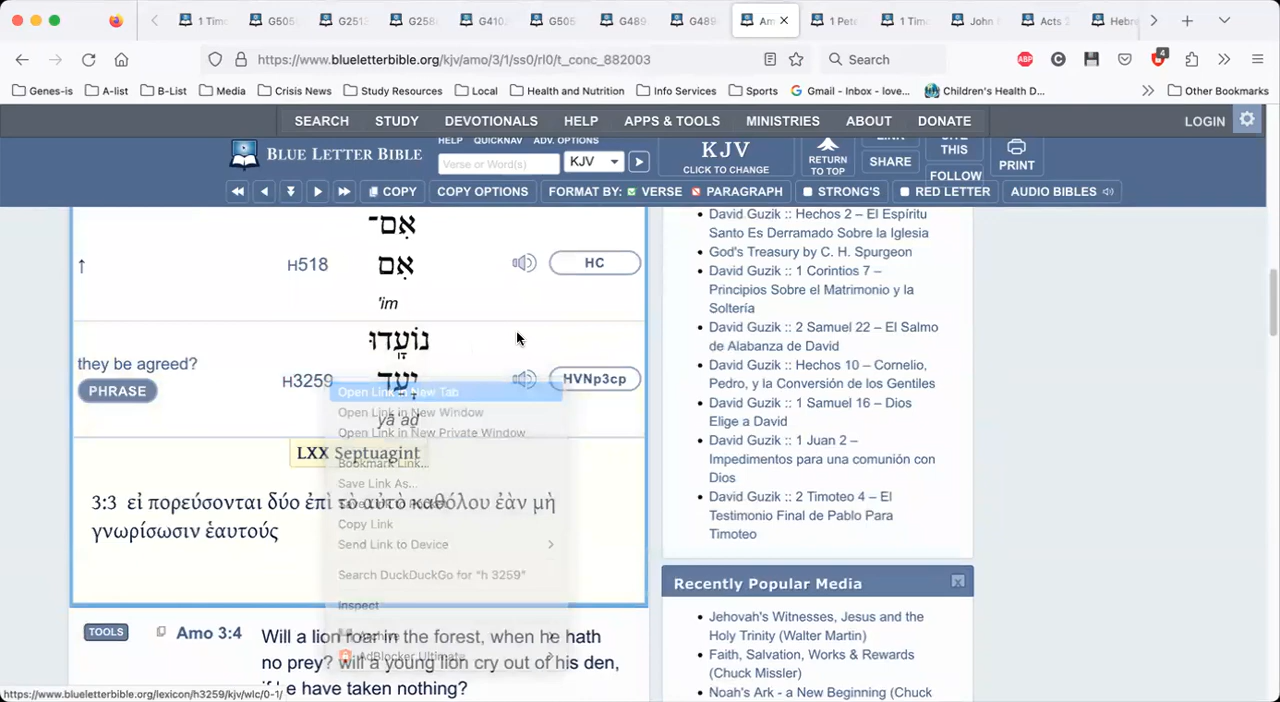 1 Timo
G505
G2513
G258
G410
G505
G489
G489
Am
1 Pete
1 Time
John
Acts 2
Hebre
https://www.blueletterbible.org/kjv/amo/3/1/ss0/rl0/t_conc_882003
Search
ABP
C
4
Genes-is
A-list
B-List
Media
Crisis News
Study Resources
Local
Health and Nutrition
Info Services
Sports
Gmail - Inbox - love...
Children's Health D...
Other Bookmarks
SEARCH
STUDY
DEVOTIONALS
HELP
APPS & TOOLS
MINISTRIES
ABOUT
DONATE
LOGIN
BLUE LETTER BIBLE
HELP QUICKNAV ADV. OPTIONS
Verse or Word(s)
KJV
KJV
CLICK TO CHANGE
RETURN
TO TOP
LINK
SHARE
SITE
THIS
FOLLOW
PRINT
COPY
COPY OPTIONS
FORMAT BY:
VERSE
PARAGRAPH
STRONG'S
RED LETTER
AUDIO BIBLES
אִם־
↑
H518
אִם
HC
'im
נוֹעָֽדוּ
they be agreed?
H3259
יָעַד
HVNp3cp
PHRASE
yāʿaḏ
LXX Septuagint
3:3 εἰ πορεύσονται δύο ἐπὶ τὸ αὐτὸ καθόλου ἐὰν μὴ
γνωρίσωσιν ἑαυτούς
Open Link in New Tab
Open Link in New Window
Open Link in New Private Window
Bookmark Link...
Save Link As...
Copy Link
Send Link to Device
Search DuckDuckGo for "h 3259"
Inspect
AdBlocker Ultimate
TOOLS
Amo 3:4
Will a lion roar in the forest, when he hath
no prey? will a young lion cry out of his den,
if he have taken nothing?
https://www.blueletterbible.org/lexicon/h3259/kjv/wlc/0-1/
David Guzik :: Hechos 2 – El Espíritu
Santo Es Derramado Sobre la Iglesia
God's Treasury by C. H. Spurgeon
David Guzik :: 1 Corintios 7 –
Principios Sobre el Matrimonio y la
Soltería
David Guzik :: 2 Samuel 22 – El Salmo
de Alabanza de David
David Guzik :: Hechos 10 – Cornelio,
Pedro, y la Conversión de los Gentiles
David Guzik :: 1 Samuel 16 – Dios
Elige a David
David Guzik :: 1 Juan 2 –
Impedimentos para una comunión con
Dios
David Guzik :: 2 Timoteo 4 – El
Testimonio Final de Pablo Para
Timoteo
Recently Popular Media
x
Jehovah's Witnesses, Jesus and the
Holy Trinity (Walter Martin)
Faith, Salvation, Works & Rewards
(Chuck Missler)
Noah's Ark - a New Beginning (Chuck